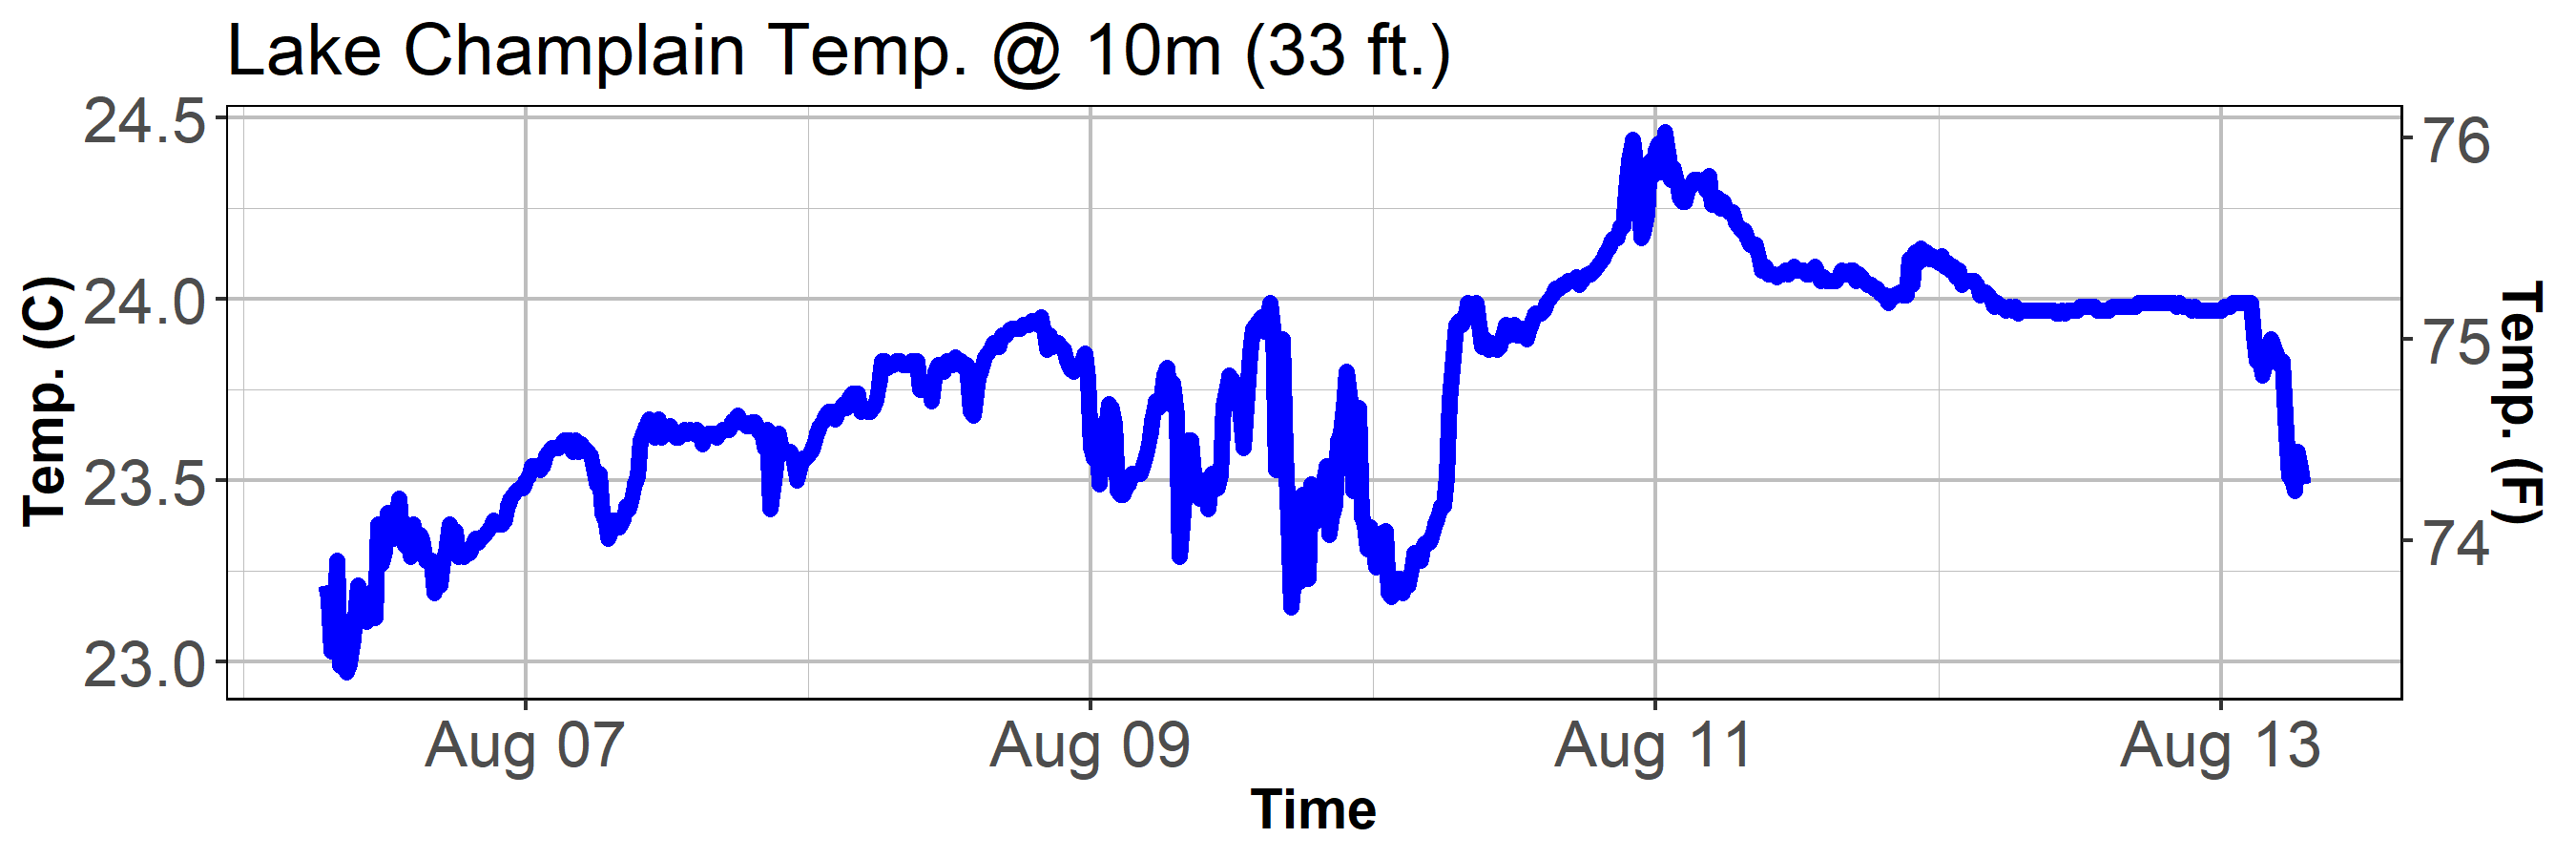 Lake Champlain Temp. @ 10m (33 ft.)
24.5
24.0
23.5
23.0
Temp. (C)
76
75
74
Temp. (F)
Aug 07
Aug 09
Aug 11
Aug 13
Time